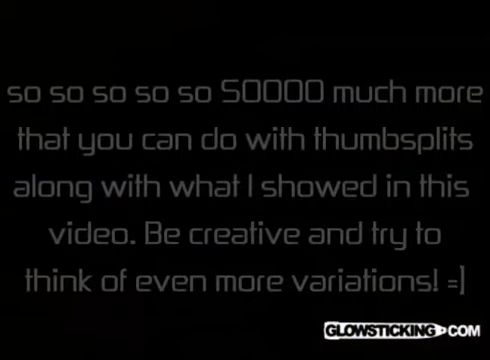 so so so so so SOOOO much more
that you can do with thumbsplits
along with what I showed in this
video. Be creative and try to
think of even more variations! =]
GLOWSTICKING.COM